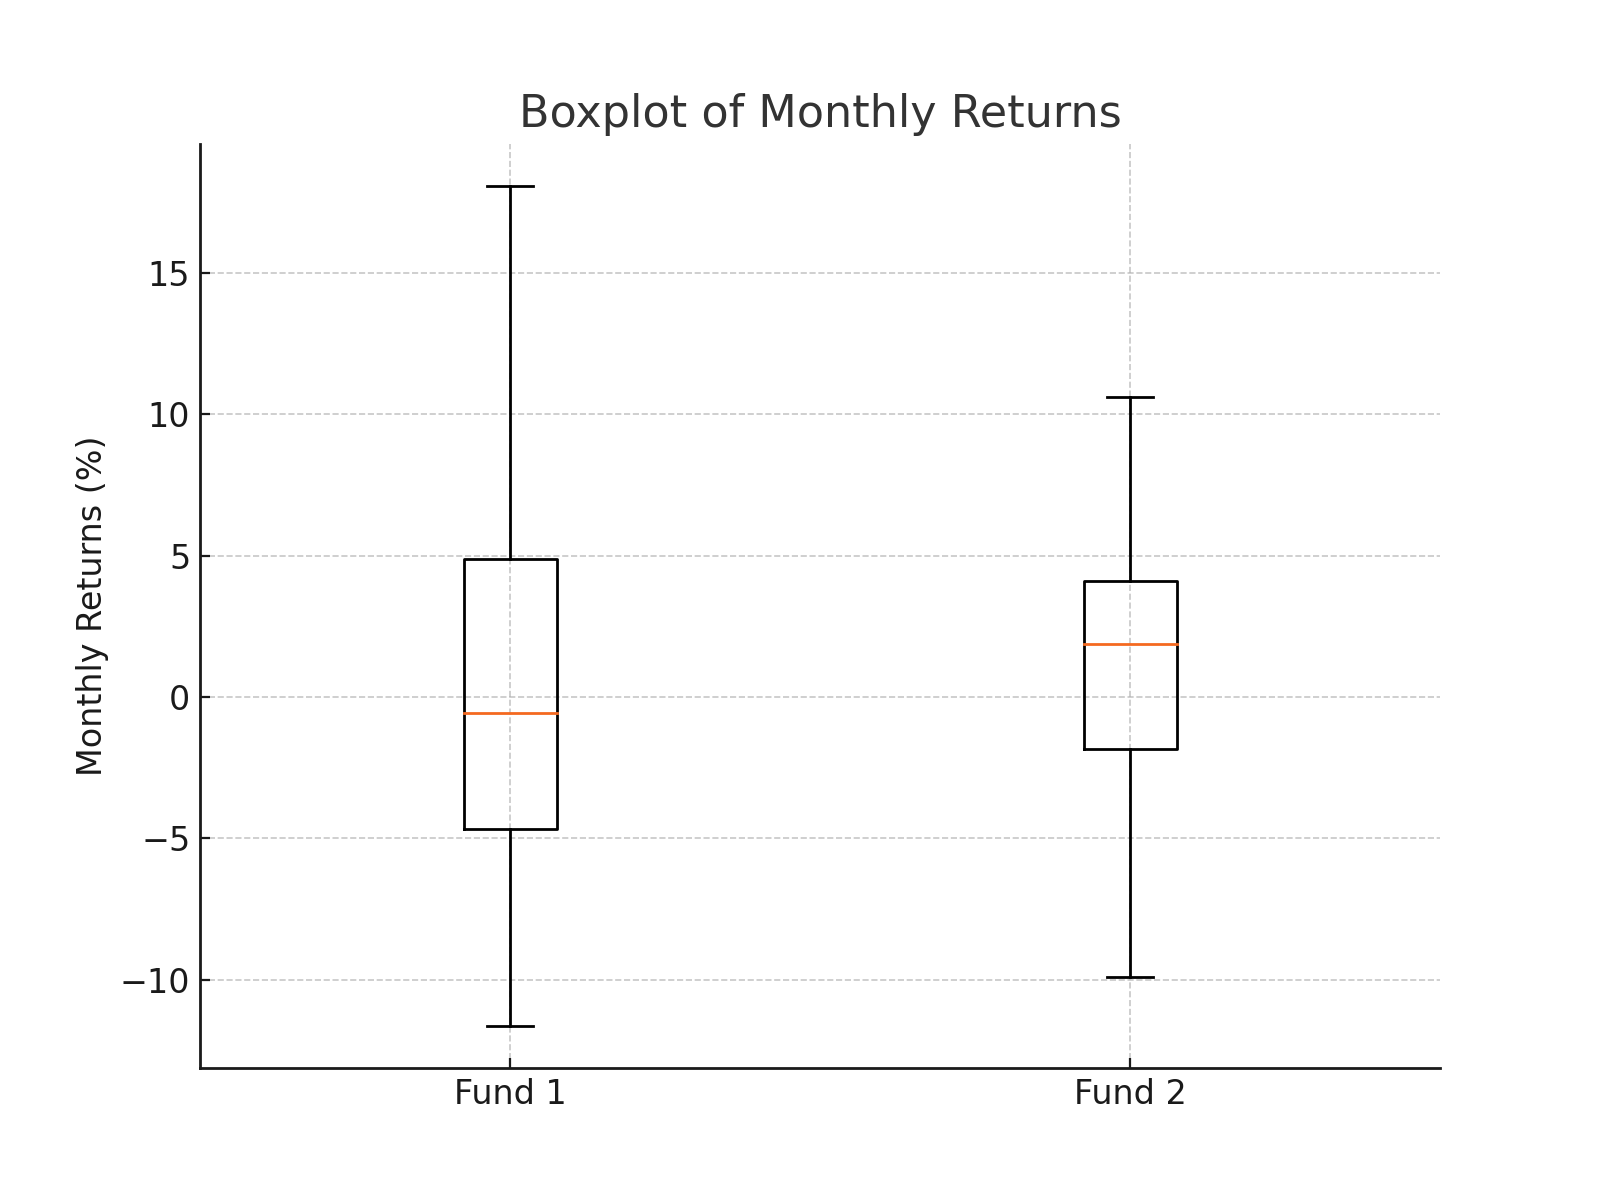 Boxplot of Monthly Returns
Monthly Returns (%)
15
10
5
0
−5
−10
Fund 1
Fund 2